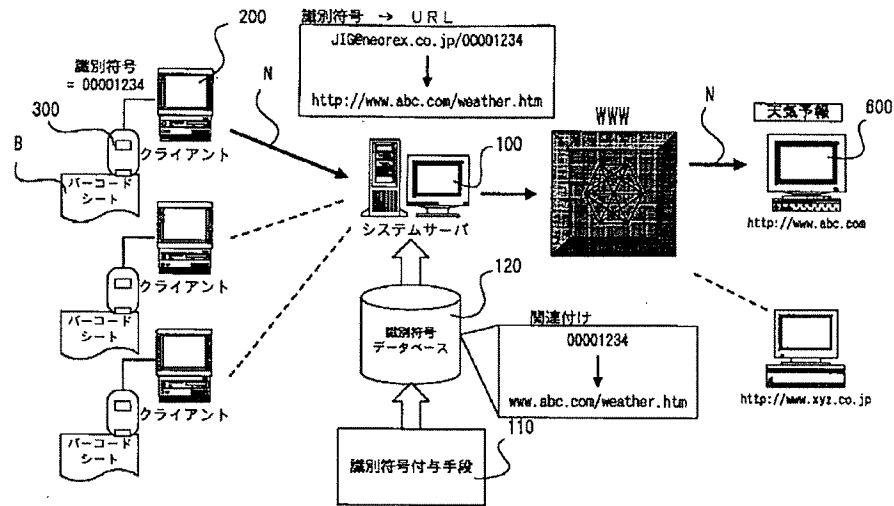 識別符号 → URL
JIG@neorex.co.jp/00001234
http://www.abc.com/weather.htm
200
識別符号
= 00001234
N
WWW
N
天気予報
600
300
B
クライアント
100
バーコード
シート
システムサーバ
http://www.abc.com
120
クライアント
関連付け
バーコード
シート
識別符号
データベース
00001234
www.abc.com/weather.htm
http://www.xyz.co.jp
クライアント
110
バーコード
シート
識別符号付与手段